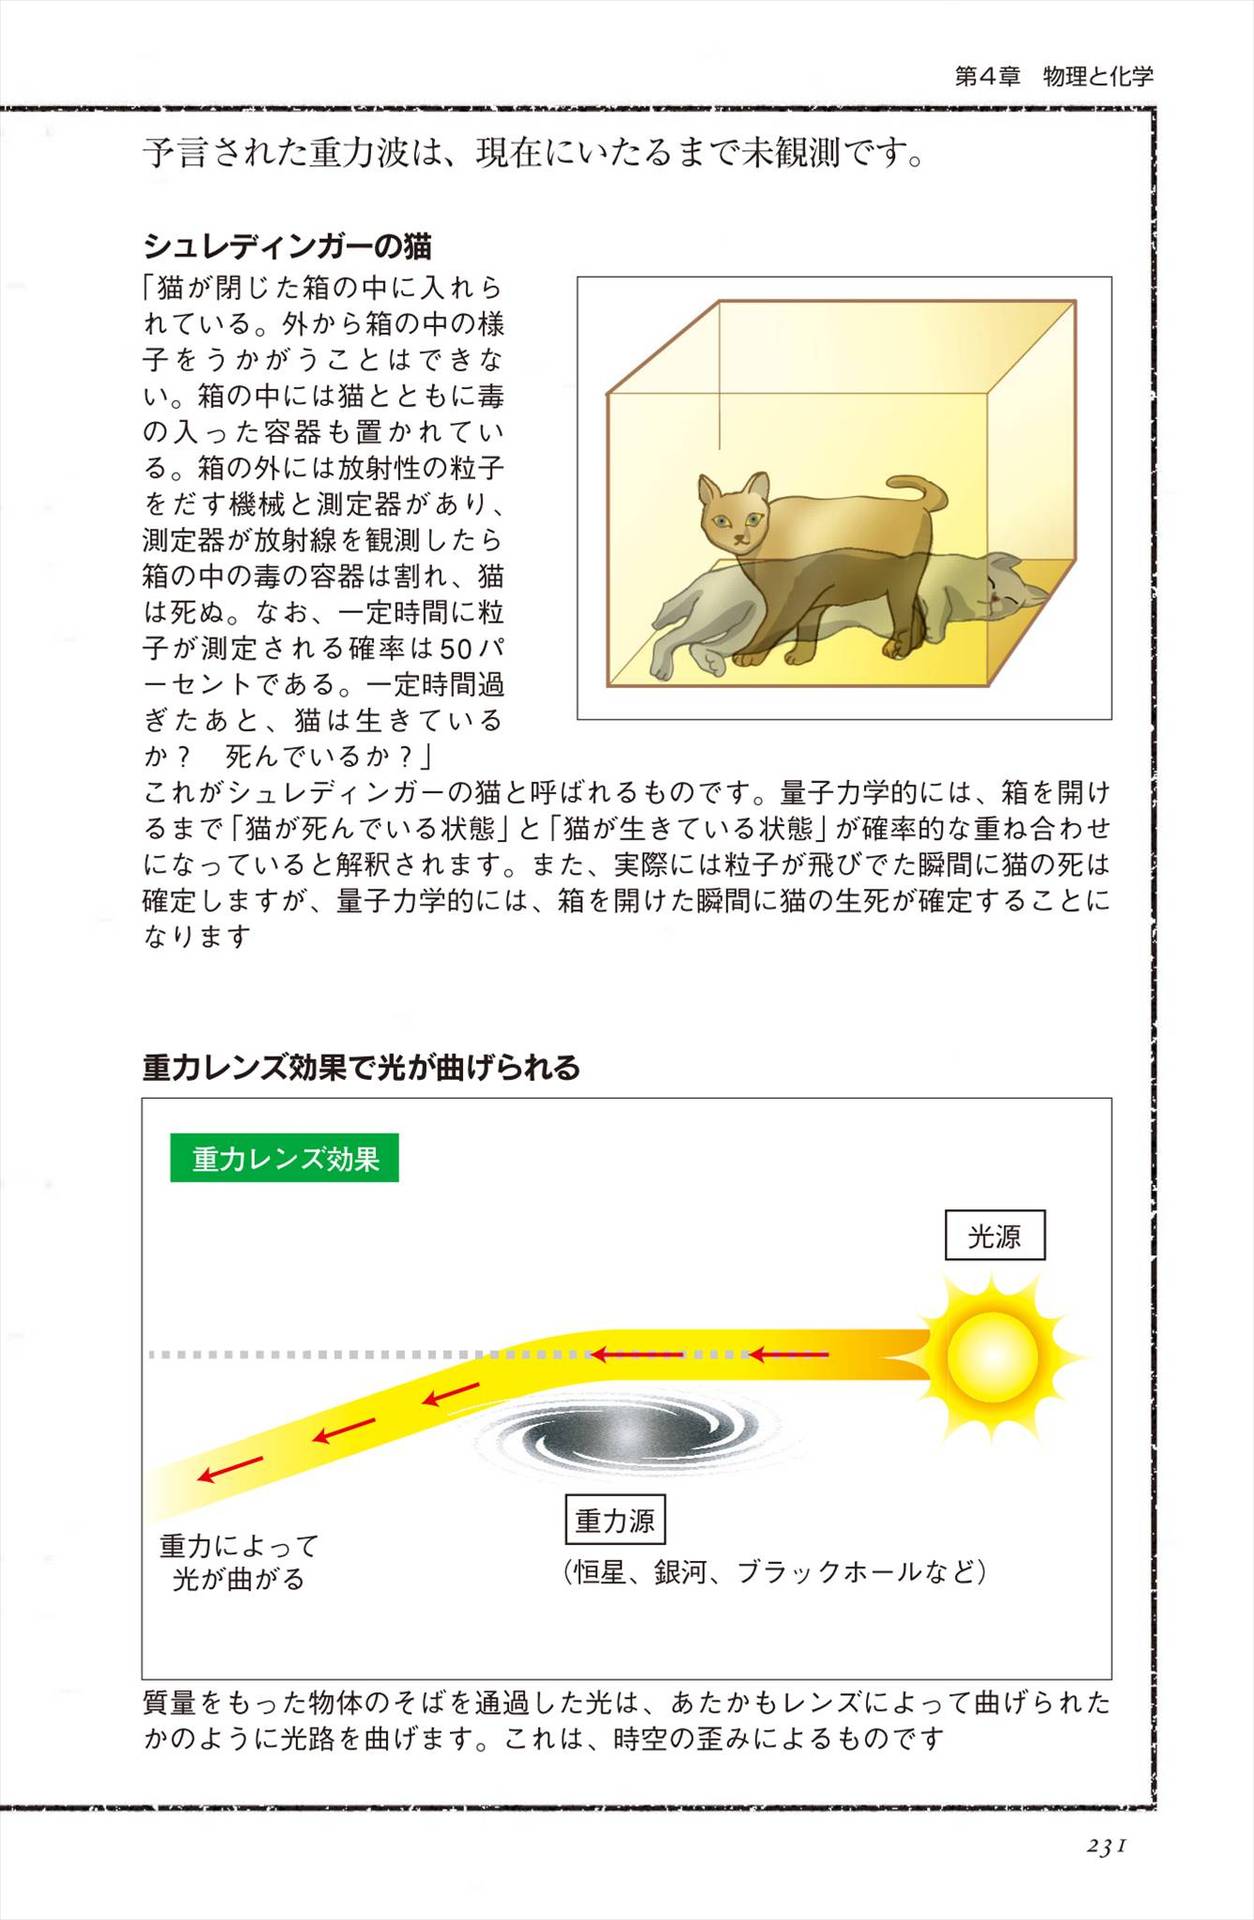 第4章　物理と化学
予言された重力波は、現在にいたるまで未観測です。
シュレディンガーの猫
「猫が閉じた箱の中に入れら
れている。外から箱の中の様
子をうかがうことはできな
い。箱の中には猫とともに毒
の入った容器も置かれてい
る。箱の外には放射性の粒子
をだす機械と測定器があり、
測定器が放射線を観測したら
箱の中の毒の容器は割れ、猫
は死ぬ。なお、一定時間に粒
子が測定される確率は50パ
ーセントである。一定時間過
ぎたあと、猫は生きている
か？　死んでいるか？」
これがシュレディンガーの猫と呼ばれるものです。量子力学的には、箱を開け
るまで「猫が死んでいる状態」と「猫が生きている状態」が確率的な重ね合わせ
になっていると解釈されます。また、実際には粒子が飛びでた瞬間に猫の死は
確定しますが、量子力学的には、箱を開けた瞬間に猫の生死が確定することに
なります
重力レンズ効果で光が曲げられる
重力レンズ効果
光源
重力源
（恒星、銀河、ブラックホールなど）
重力によって
光が曲がる
質量をもった物体のそばを通過した光は、あたかもレンズによって曲げられた
かのように光路を曲げます。これは、時空の歪みによるものです
231